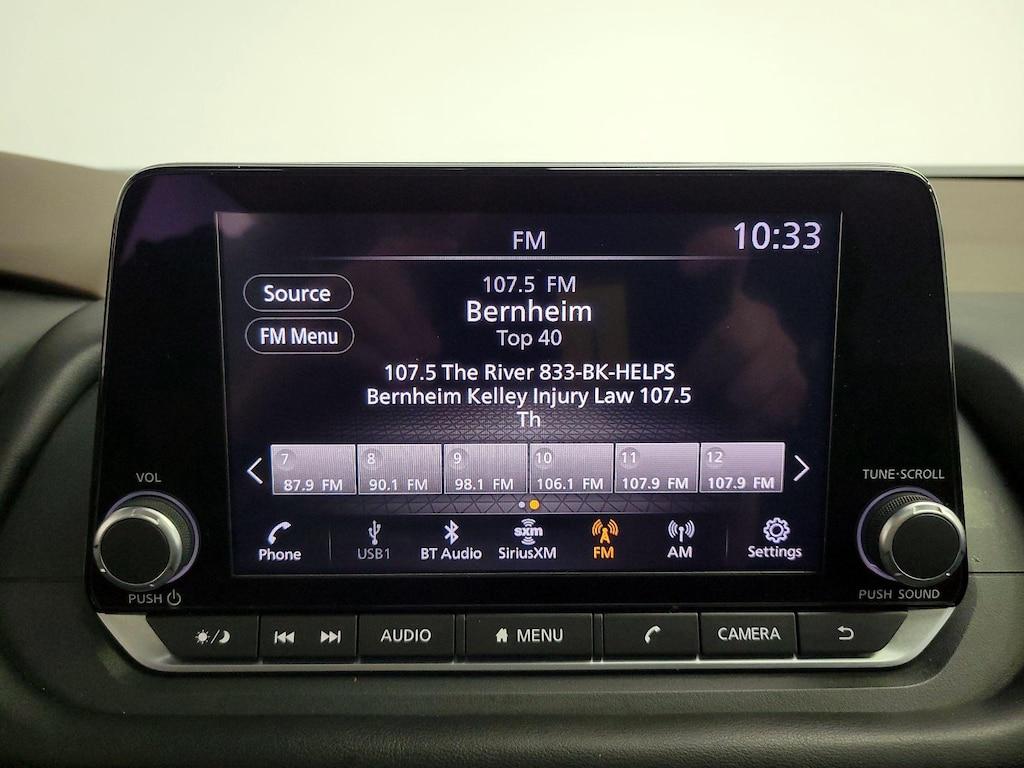 FM
10:33
Source
FM Menu
107.5 FM
Bernheim
Top 40
107.5 The River 833-BK-HELPS
Bernheim Kelley Injury Law 107.5
Th
7 8 9 10 11 12
87.9 FM 90.1 FM 98.1 FM 106.1 FM 107.9 FM 107.9 FM
sxm
Phone USB1 BT Audio SiriusXM FM AM Settings
VOL
PUSH
TUNE·SCROLL
PUSH SOUND
AUDIO MENU CAMERA